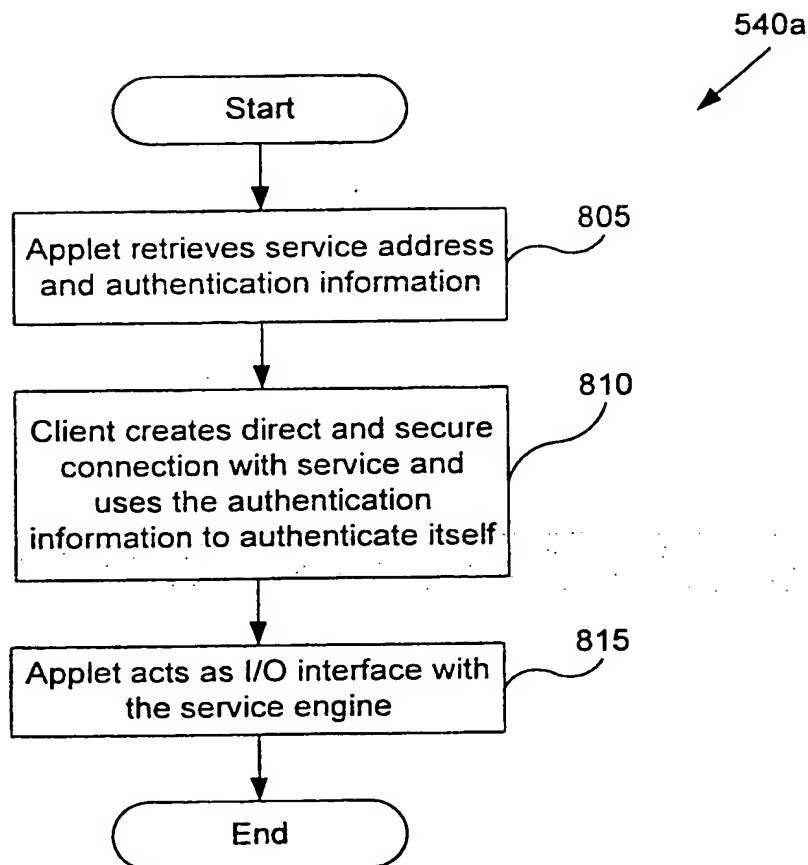 540a
Start
805
Applet retrieves service address
and authentication information
810
Client creates direct and secure
connection with service and
uses the authentication
information to authenticate itself
815
Applet acts as I/O interface with
the service engine
End